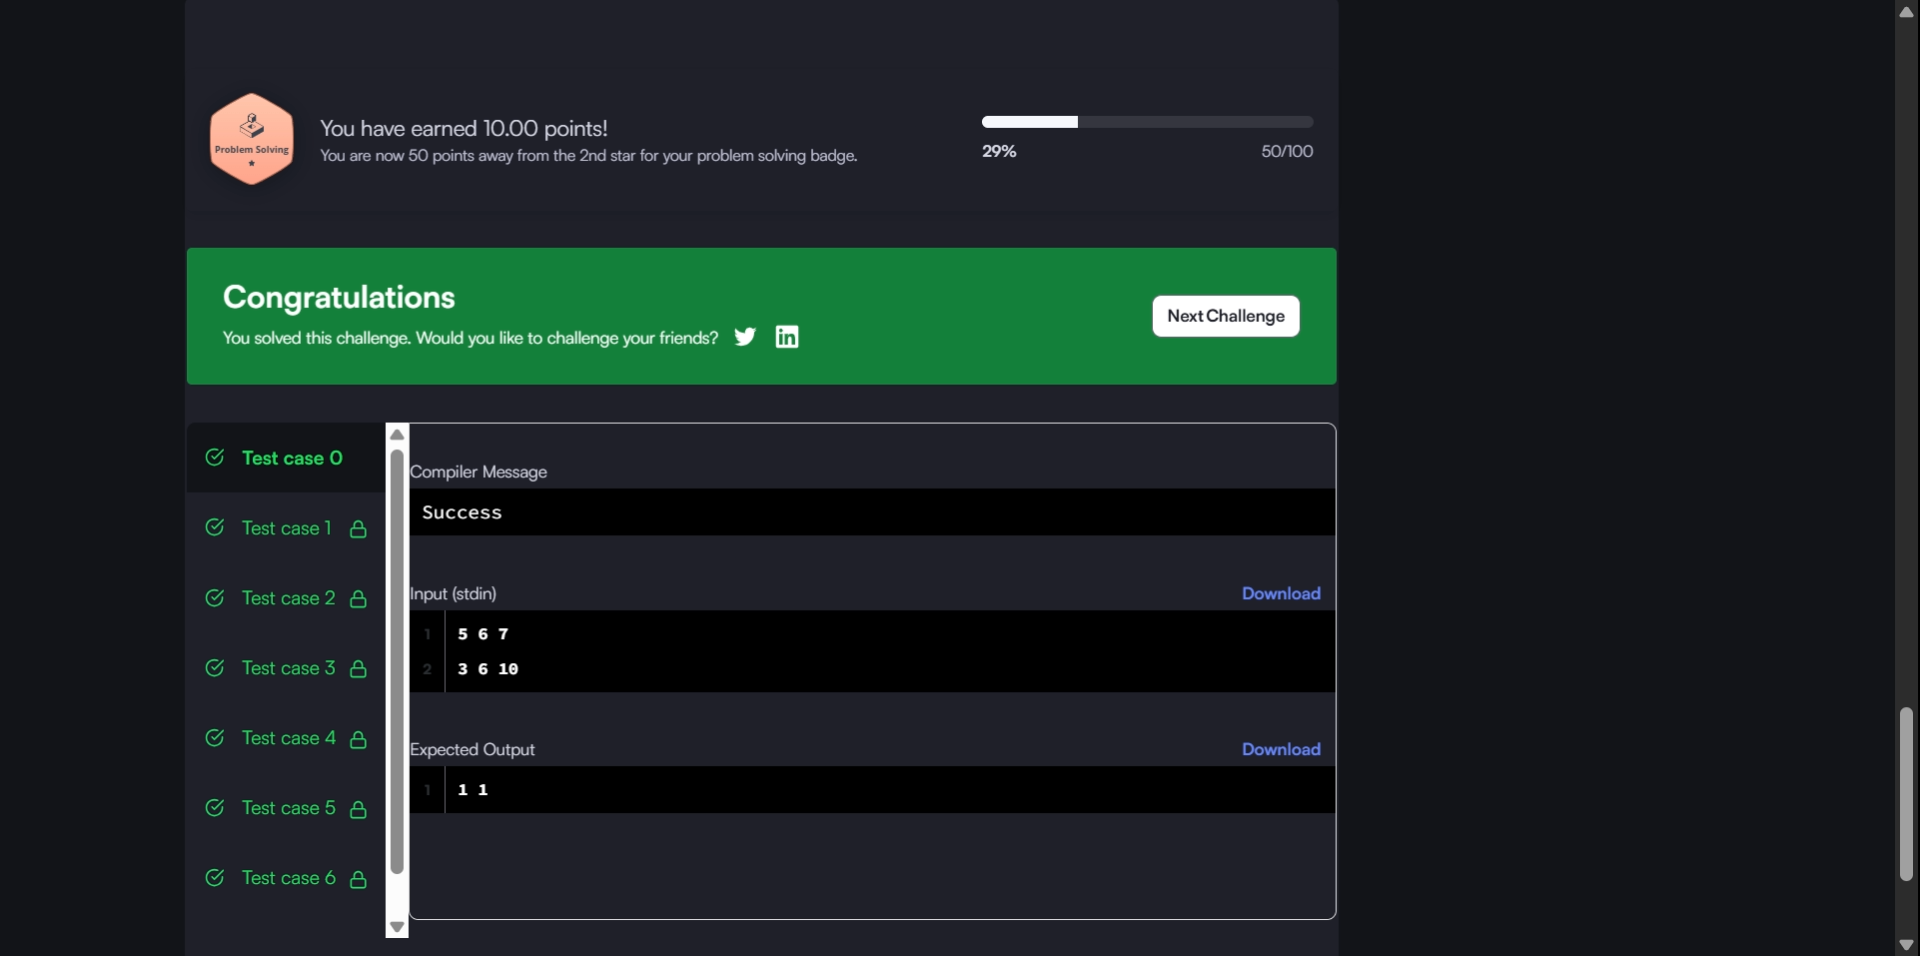 Problem Solving
You have earned 10.00 points!
You are now 50 points away from the 2nd star for your problem solving badge.
29%
50/100
Congratulations
You solved this challenge. Would you like to challenge your friends?
Next Challenge
Test case 0
Test case 1
Test case 2
Test case 3
Test case 4
Test case 5
Test case 6
Compiler Message
Success
Input (stdin)
Download
1 5 6 7
2 3 6 10
Expected Output
Download
1 1 1